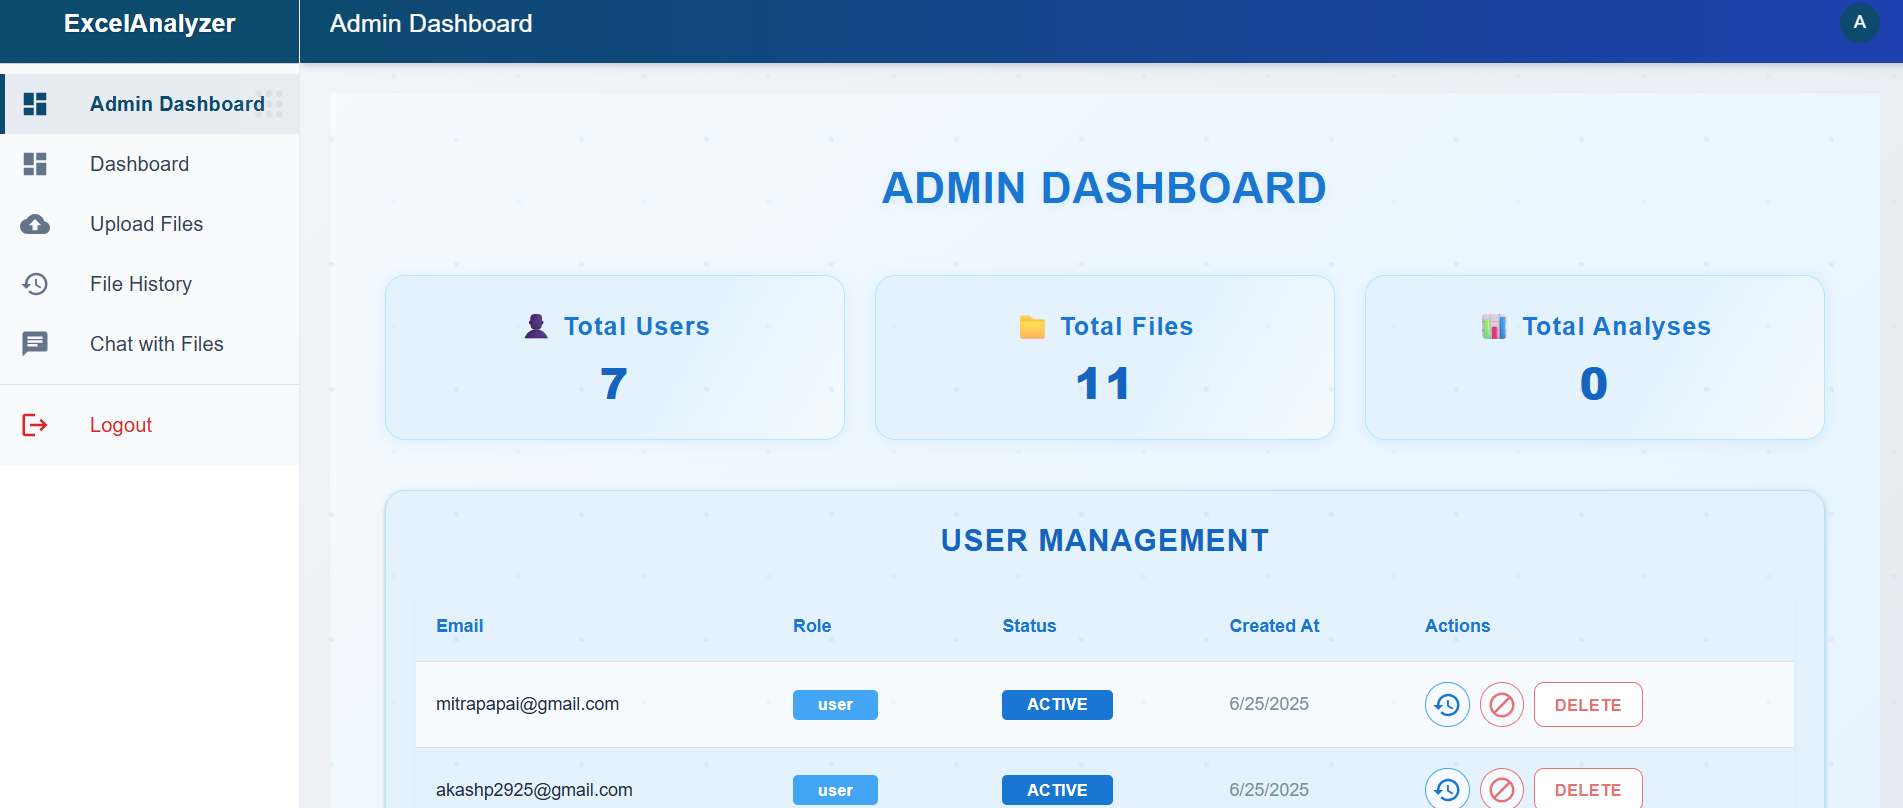 ExcelAnalyzer
Admin Dashboard
A
Admin Dashboard
Dashboard
Upload Files
File History
Chat with Files
Logout
ADMIN DASHBOARD
Total Users
7
Total Files
11
Total Analyses
0
USER MANAGEMENT
Email Role Status Created At Actions
mitrapapai@gmail.com user ACTIVE 6/25/2025 DELETE
akashp2925@gmail.com user ACTIVE 6/25/2025 DELETE